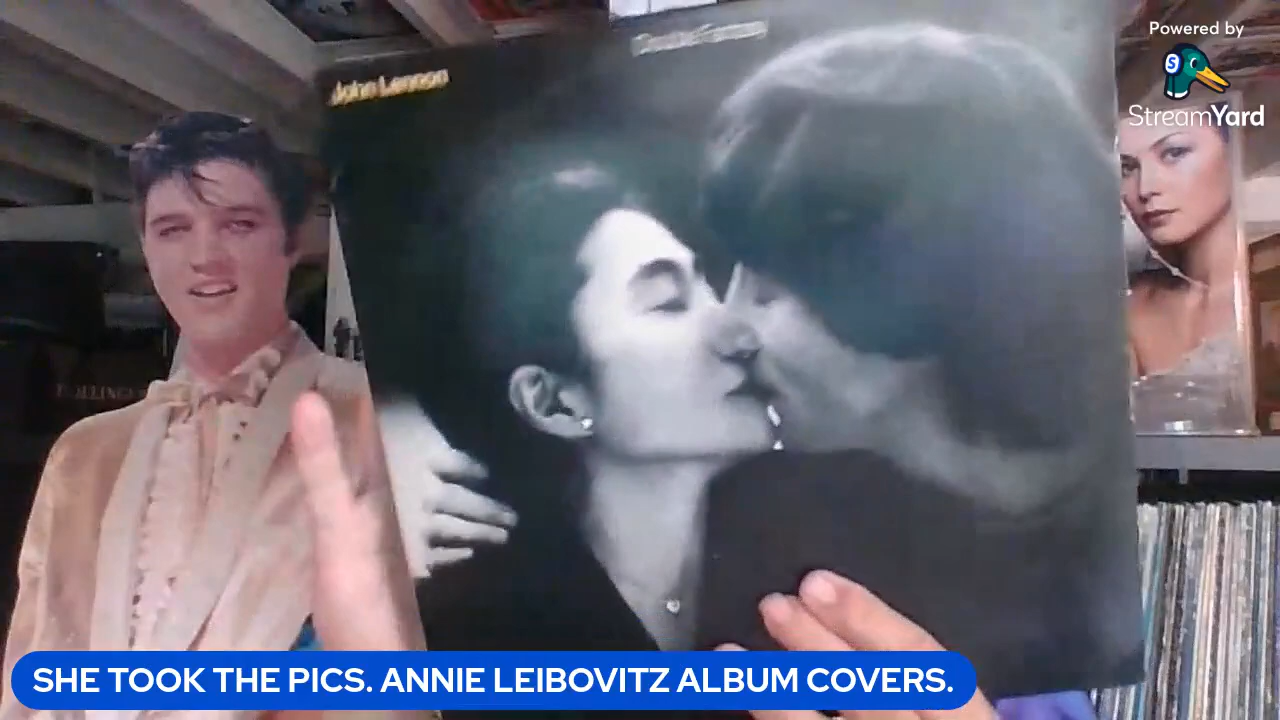 Powered by
StreamYard
John Lennon
SHE TOOK THE PICS. ANNIE LEIBOVITZ ALBUM COVERS.